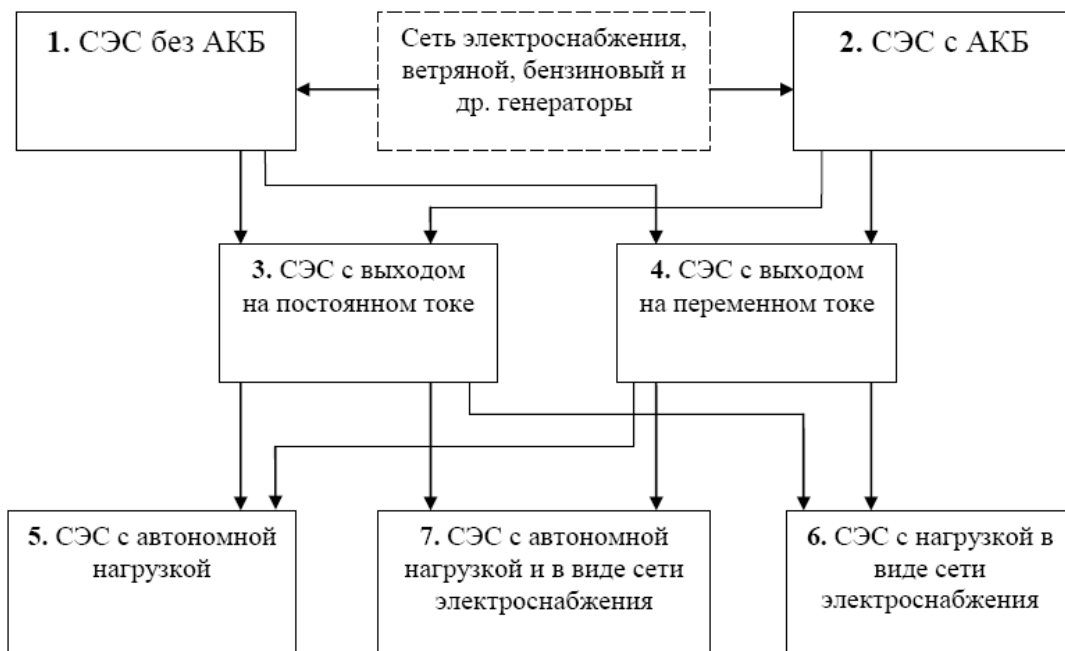 1. СЭС без АКБ
Сеть электроснабжения,
ветряной, бензиновый и
др. генераторы
2. СЭС с АКБ
3. СЭС с выходом
на постоянном токе
4. СЭС с выходом
на переменном токе
5. СЭС с автономной
нагрузкой
7. СЭС с автономной
нагрузкой и в виде сети
электроснабжения
6. СЭС с нагрузкой в
виде сети
электроснабжения